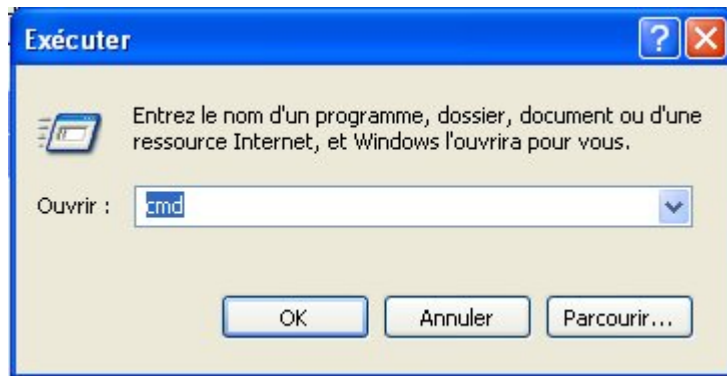 Exécuter
Entrez le nom d'un programme, dossier, document ou d'une
ressource Internet, et Windows l'ouvrira pour vous.
Ouvrir : cmd
OK Annuler Parcourir...